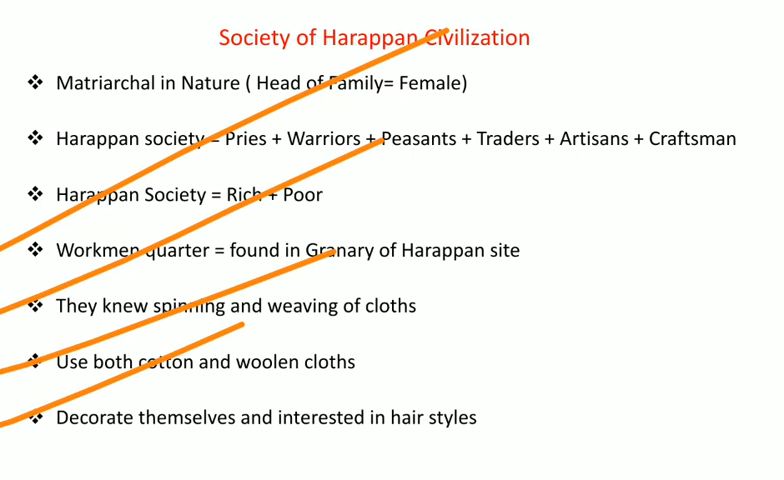 Society of Harappan Civilization
❖ Matriarchal in Nature ( Head of Family= Female)
❖ Harappan society = Pries + Warriors + Peasants + Traders + Artisans + Craftsman
❖ Harappan Society = Rich + Poor
❖ Workmen quarter = found in Granary of Harappan site
❖ They knew spinning and weaving of cloths
❖ Use both cotton and woolen cloths
❖ Decorate themselves and interested in hair styles